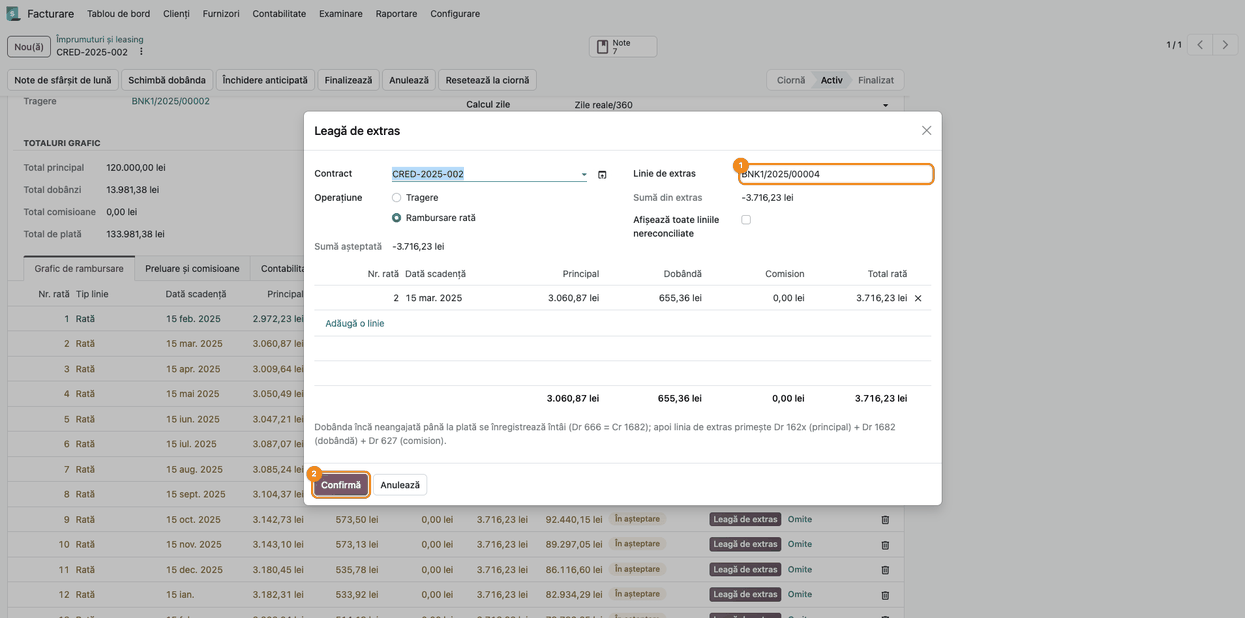 Facturare Tablou de bord Clienți Furnizori Contabilitate Examinare Raportare Configurare
Nou(ă) Împrumuturi și leasing
CRED-2025-002
Note
7
1 / 1
Note de sfârșit de lună Schimbă dobânda Închidere anticipată Finalizează Anulează Resetează la ciornă Ciornă Activ Finalizat
Tragere BNK1/2025/00002 Calcul zile Zile reale/360
TOTALURI GRAFIC
Total principal 120.000,00 lei
Total dobânzi 13.981,38 lei
Total comisioane 0,00 lei
Total de plată 133.981,38 lei
Grafic de rambursare Preluare și comisioane
Nr. rată Tip linie Dată scadență Principal
1 Rată 15 feb. 2025 2.972,23 lei
2 Rată 15 mar. 2025 3.060,87 lei
3 Rată 15 apr. 2025 3.009,64 lei
4 Rată 15 mai 2025 3.050,49 lei
5 Rată 15 iun. 2025 3.047,21 lei
6 Rată 15 iul. 2025 3.087,07 lei
7 Rată 15 aug. 2025 3.085,24 lei
8 Rată 15 sept. 2025 3.104,37 lei
9 Rată 15 oct. 2025 3.142,73 lei 573,50 lei 0,00 lei 3.716,23 lei 92.440,15 lei În așteptare Leagă de extras Omite
10 Rată 15 nov. 2025 3.143,10 lei 573,13 lei 0,00 lei 3.716,23 lei 89.297,05 lei În așteptare Leagă de extras Omite
11 Rată 15 dec. 2025 3.180,45 lei 535,78 lei 0,00 lei 3.716,23 lei 86.116,60 lei În așteptare Leagă de extras Omite
12 Rată 15 ian. 3.182,31 lei 533,92 lei 0,00 lei 3.716,23 lei 82.934,29 lei În așteptare Leagă de extras Omite
Leagă de extras
Contract CRED-2025-002
Operațiune Tragere
Rambursare rată
Sumă așteptată -3.716,23 lei
1
Linie de extras BNK1/2025/00004
Sumă din extras -3.716,23 lei
Afișează toate liniile
nereconciliate
Nr. rată Dată scadență Principal Dobândă Comision Total rată
2 15 mar. 2025 3.060,87 lei 655,36 lei 0,00 lei 3.716,23 lei
Adăugă o linie
3.060,87 lei 655,36 lei 0,00 lei 3.716,23 lei
Dobânda încă neangajată până la plată se înregistrează întâi (Dr 666 = Cr 1682); apoi linia de extras primește Dr 162x (principal) + Dr 1682
(dobândă) + Dr 627 (comision).
2
Confirmă Anulează